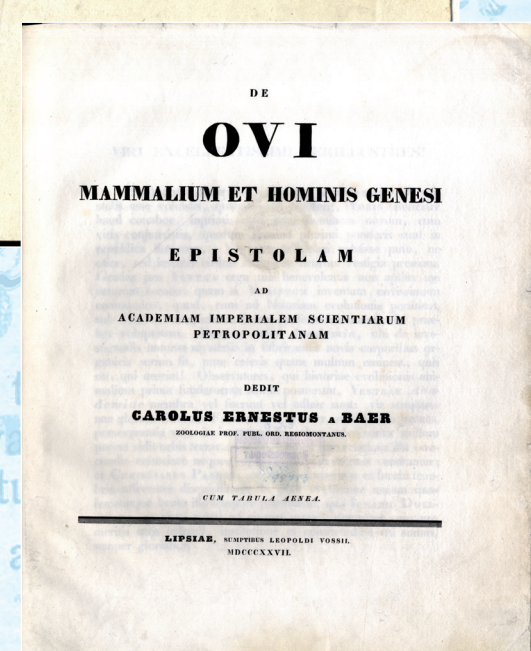 DE
OVI
MAMMALIUM ET HOMINIS GENESI
EPISTOLAM
AD
ACADEMIAM IMPERIALEM SCIENTIARUM
PETROPOLITANAM
DEDIT
CAROLUS ERNESTUS A BAER
ZOOLOGIAE PROF. PUBL. ORD. REGIOMONTANUS.
CUM TABULA AENEA.
LIPSIAE, SUMPTIBUS LEOPOLDI VOSSII.
MDCCCXXVII.